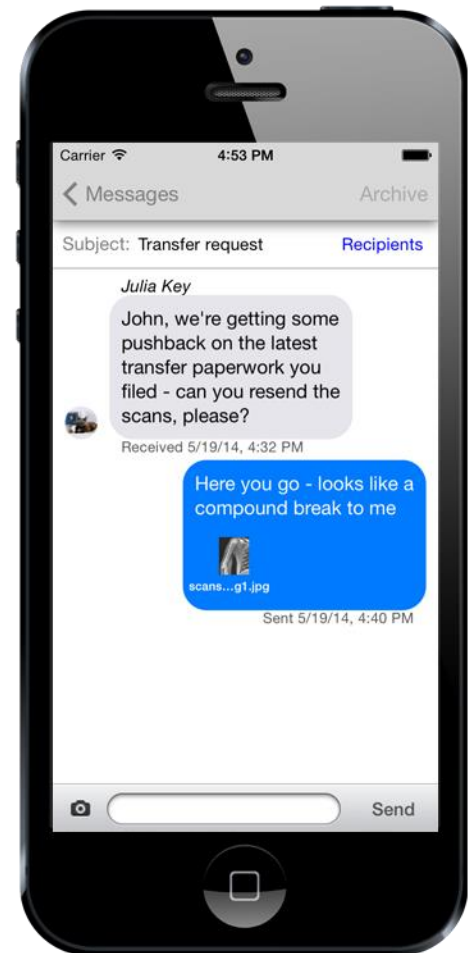 Carrier 4:53 PM
Messages Archive
Subject: Transfer request Recipients
Julia Key
John, we're getting some
pushback on the latest
transfer paperwork you
filed - can you resend the
scans, please?
Received 5/19/14, 4:32 PM
Here you go - looks like a
compound break to me
scans...g1.jpg
Sent 5/19/14, 4:40 PM
Send